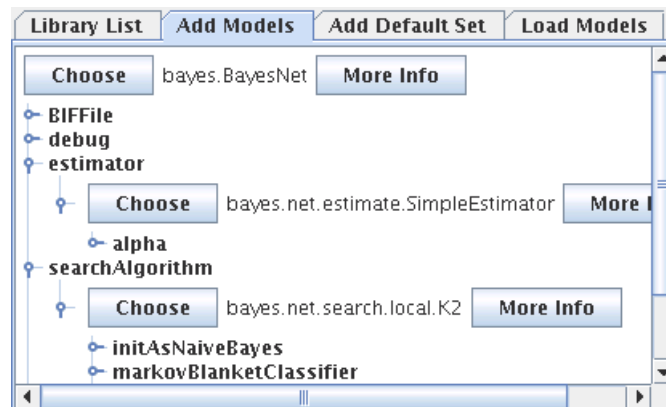 Library List Add Models Add Default Set Load Models
Choose bayes.BayesNet More Info
BIFFile
debug
estimator
Choose bayes.net.estimate.SimpleEstimator More I
alpha
searchAlgorithm
Choose bayes.net.search.local.K2 More Info
initAsNaiveBayes
markovBlanketClassifier